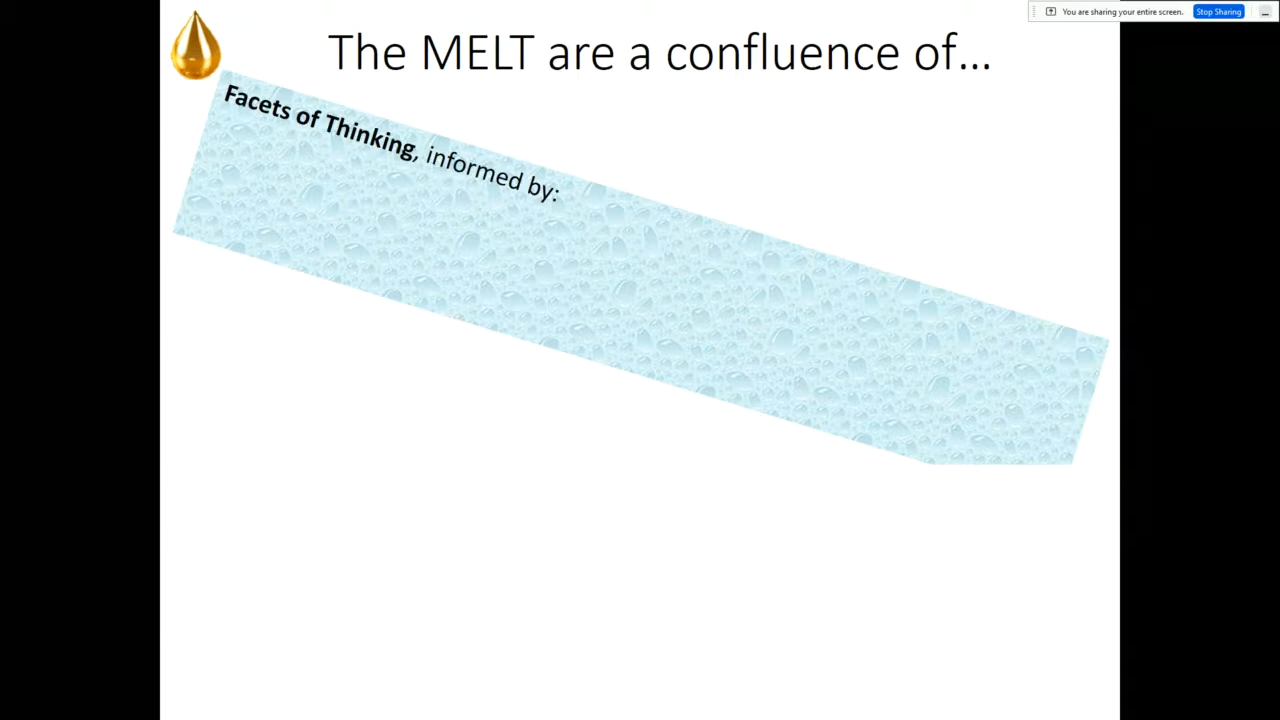 You are sharing your entire screen.
Stop Sharing
The MELT are a confluence of...
Facets of Thinking, informed by: